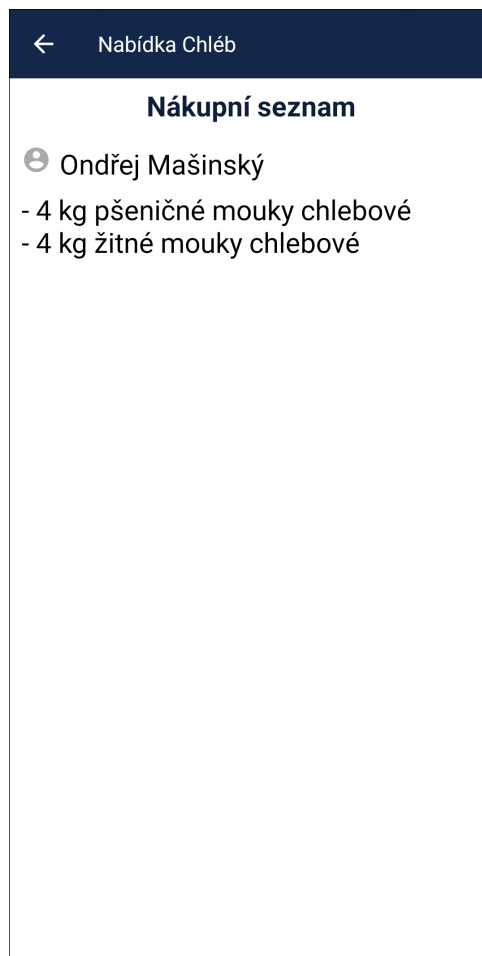 Nabídka Chléb
Nákupní seznam
Ondřej Mašinský
- 4 kg pšeničné mouky chlebové
- 4 kg žitné mouky chlebové